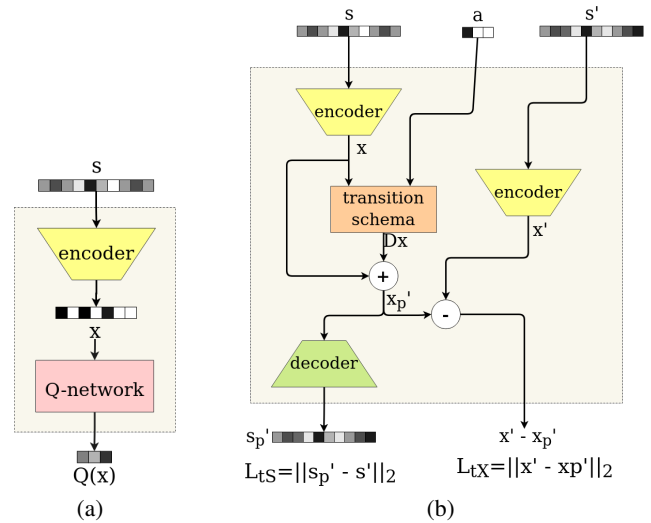 s
encoder
x
Q-network
Q(x)
(a)
s
a
s'
encoder
x
transition
schema
Dx
+
xₚ'
encoder
x'
-
decoder
sₚ'
x' - xₚ'
LₜS=||sₚ' - s'||₂
LₜX=||x' - xp'||₂
(b)